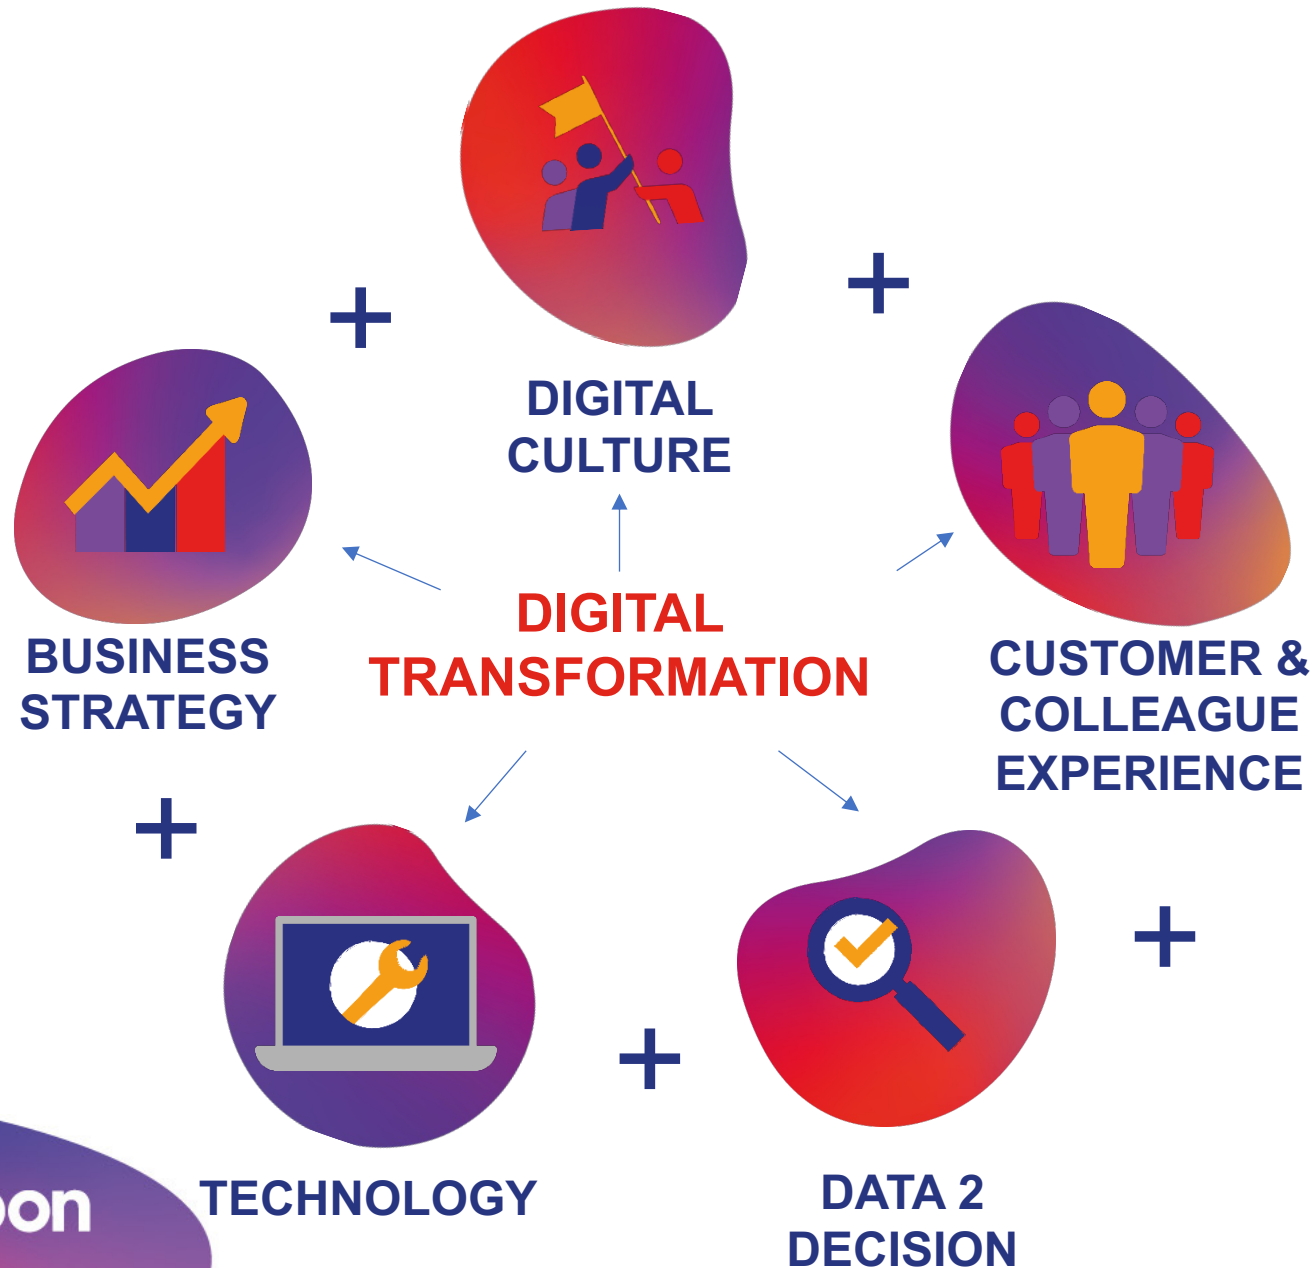 DIGITAL
CULTURE
BUSINESS
STRATEGY
DIGITAL
TRANSFORMATION
CUSTOMER &
COLLEAGUE
EXPERIENCE
TECHNOLOGY
DATA 2
DECISION